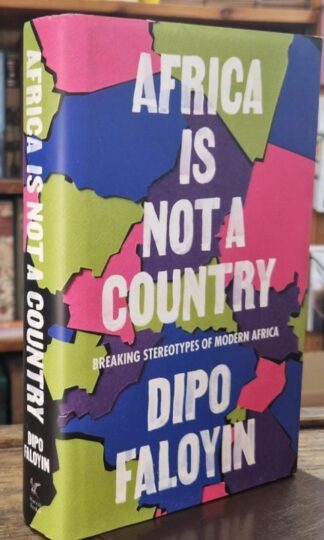 AFRICA IS NOT A COUNTRY
DIPO
FALOYIN
AFRICA
IS
NOT A
COUNTRY
BREAKING STEREOTYPES OF MODERN AFRICA
DIPO
FALOYIN